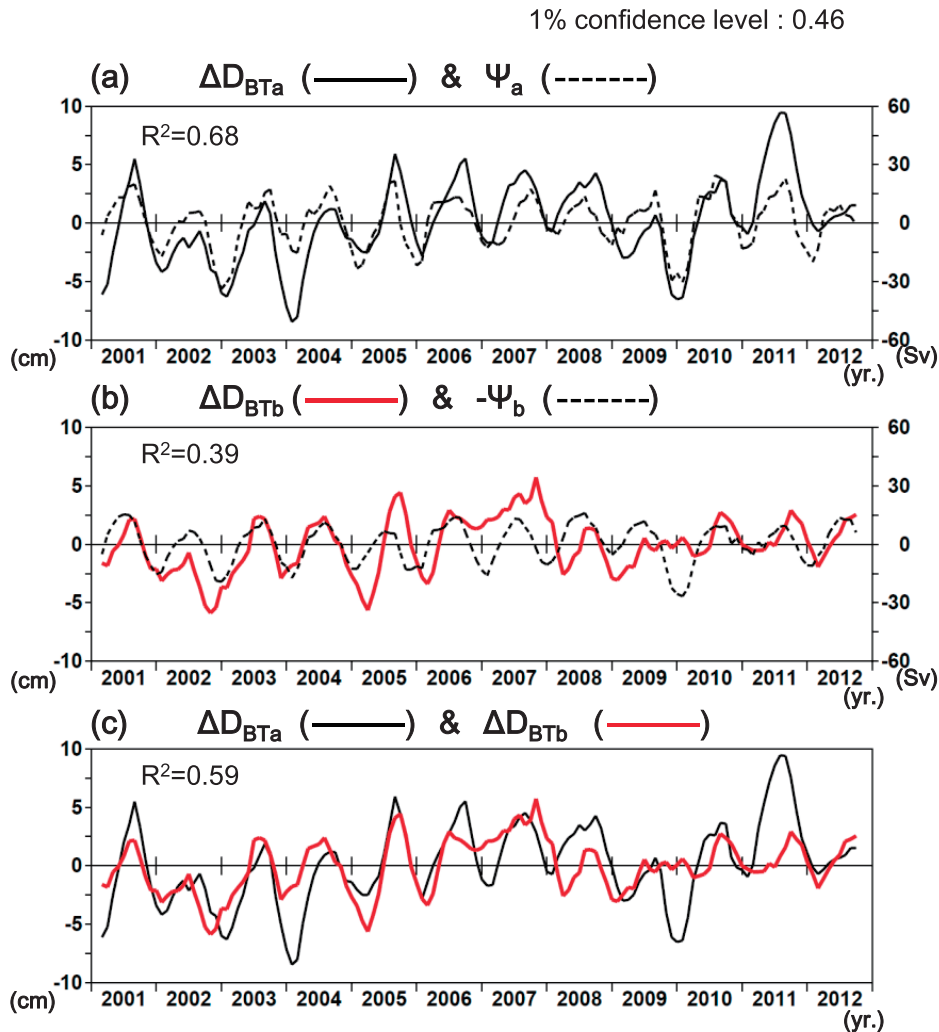 1% confidence level : 0.46
(a) ΔD_BTa (——) & Ψ_a (------)
R²=0.68
10 5 0 -5 -10
60 30 0 -30 -60
(cm) 2001 2002 2003 2004 2005 2006 2007 2008 2009 2010 2011 2012 (Sv)
(yr.)
(b) ΔD_BTb (——) & -Ψ_b (------)
R²=0.39
10 5 0 -5 -10
60 30 0 -30 -60
(cm) 2001 2002 2003 2004 2005 2006 2007 2008 2009 2010 2011 2012 (Sv)
(yr.)
(c) ΔD_BTa (——) & ΔD_BTb (——)
R²=0.59
10 5 0 -5 -10
(cm) 2001 2002 2003 2004 2005 2006 2007 2008 2009 2010 2011 2012
(yr.)